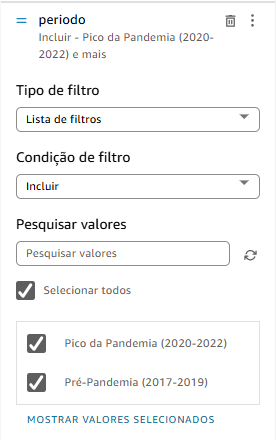 periodo
Incluir - Pico da Pandemia (2020-
2022) e mais
Tipo de filtro
Lista de filtros
Condição de filtro
Incluir
Pesquisar valores
Pesquisar valores
Selecionar todos
Pico da Pandemia (2020-2022)
Pré-Pandemia (2017-2019)
MOSTRAR VALORES SELECIONADOS